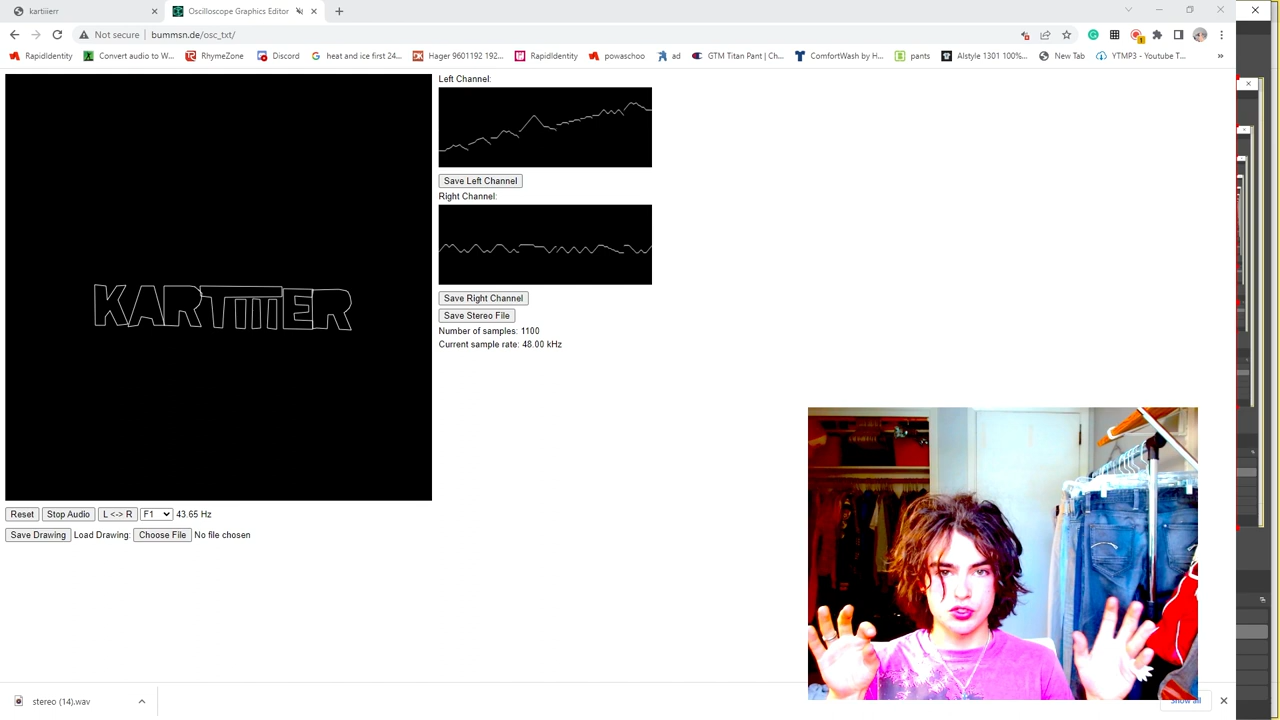 kartiiierr
Oscilloscope Graphics Editor
Not secure
bummsn.de/osc_txt/
RapidIdentity
Convert audio to W...
RhymeZone
Discord
heat and ice first 24...
Hager 9601192 192...
RapidIdentity
powaschoo
ad
GTM Titan Pant | Ch...
ComfortWash by H...
pants
Alstyle 1301 100%...
New Tab
YTMP3 - Youtube T...
Left Channel:
Save Left Channel
Right Channel:
Save Right Channel
Save Stereo File
Number of samples: 1100
Current sample rate: 48.00 kHz
KARTIIIER
Reset
Stop Audio
L <-> R
F1
43.65 Hz
Save Drawing
Load Drawing:
Choose File
No file chosen
stereo (14).wav
Show all